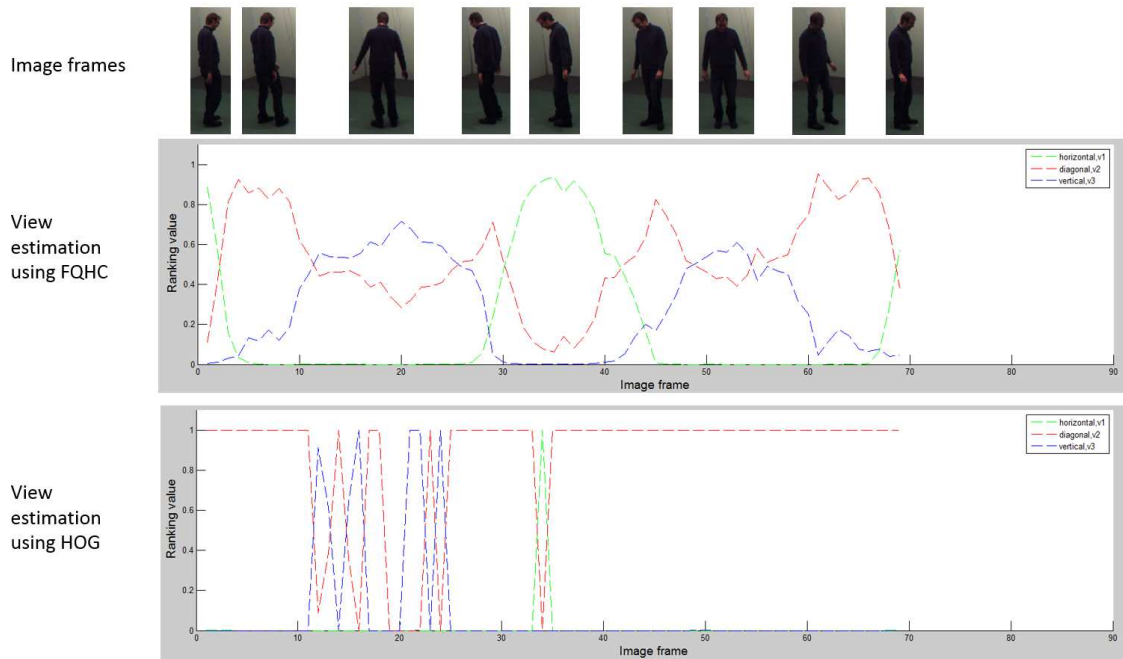 Image frames
View
estimation
using FQHC
Ranking value
1
0.8
0.6
0.4
0.2
0
horizontal,v1
diagonal,v2
vertical,v3
0 10 20 30 40 50 60 70 80 90
Image frame
View
estimation
using HOG
Ranking value
1
0.8
0.6
0.4
0.2
0
horizontal,v1
diagonal,v2
vertical,v3
0 10 20 30 40 50 60 70 80 90
Image frame